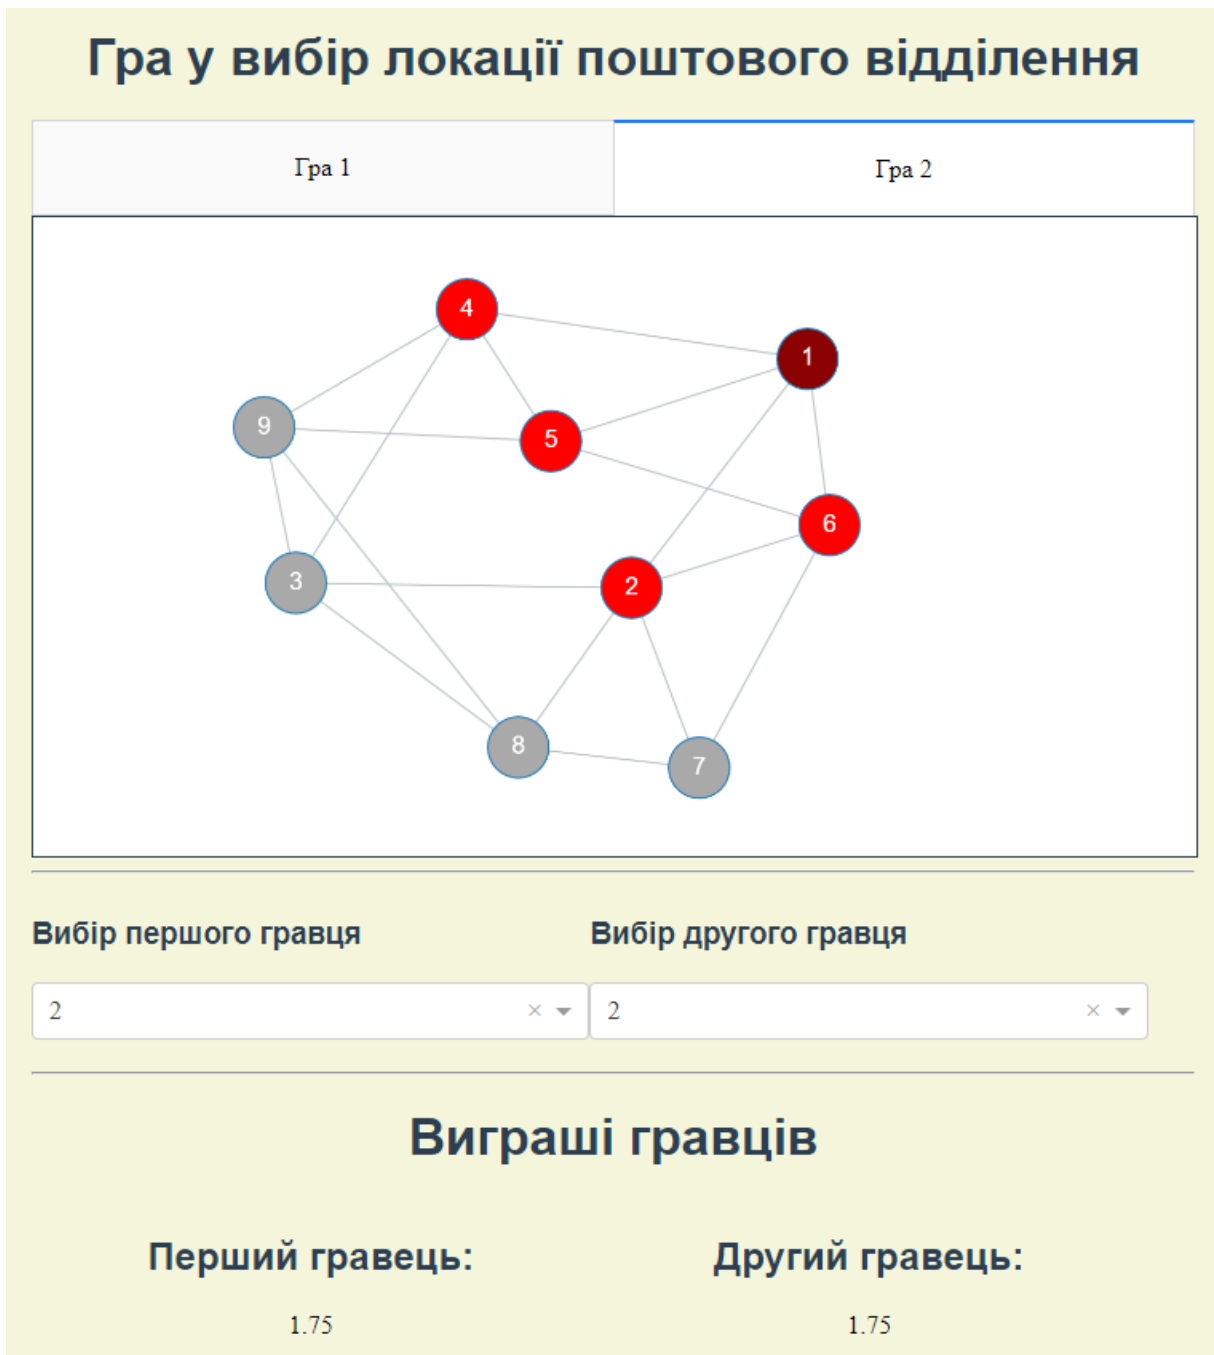 Гра у вибір локації поштового відділення
Гра 1
Гра 2
4
1
9
5
6
3
2
8
7
Вибір першого гравця
Вибір другого гравця
2
2
Виграші гравців
Перший гравець:
Другий гравець:
1.75
1.75